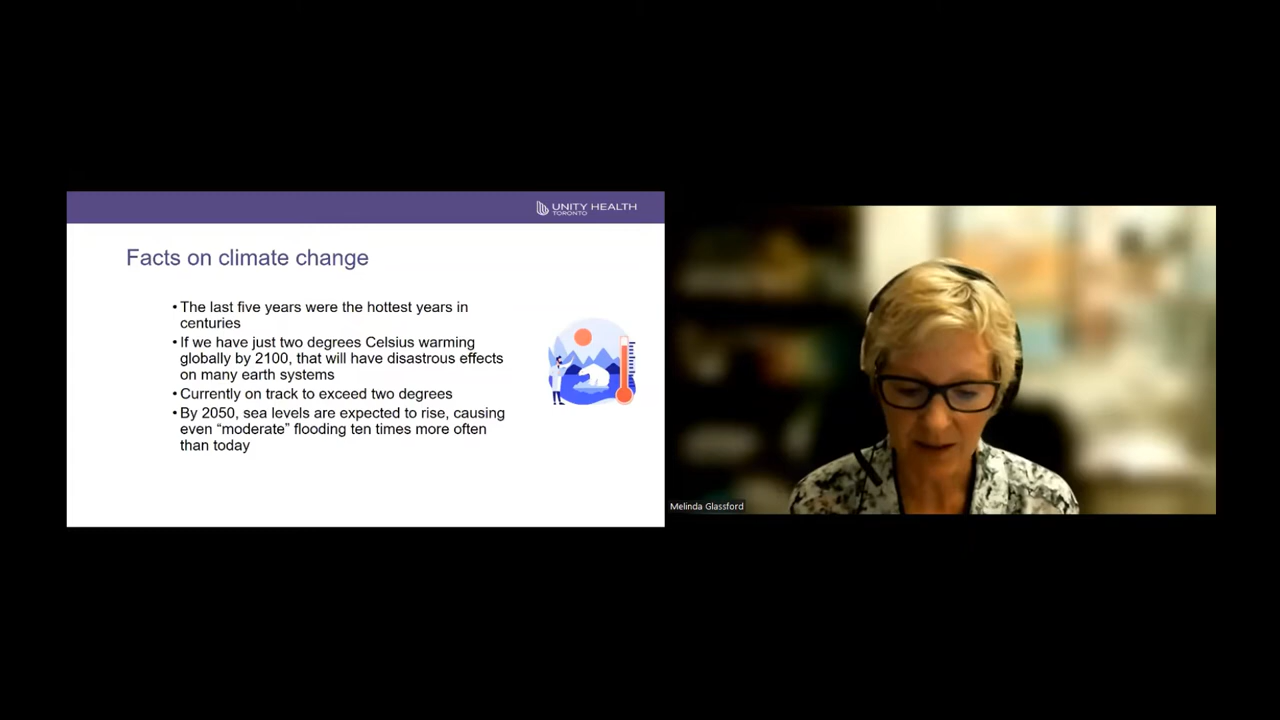 UNITY HEALTH
TORONTO
Facts on climate change
•The last five years were the hottest years in
centuries
•If we have just two degrees Celsius warming
globally by 2100, that will have disastrous effects
on many earth systems
•Currently on track to exceed two degrees
•By 2050, sea levels are expected to rise, causing
even “moderate” flooding ten times more often
than today
Melinda Glassford